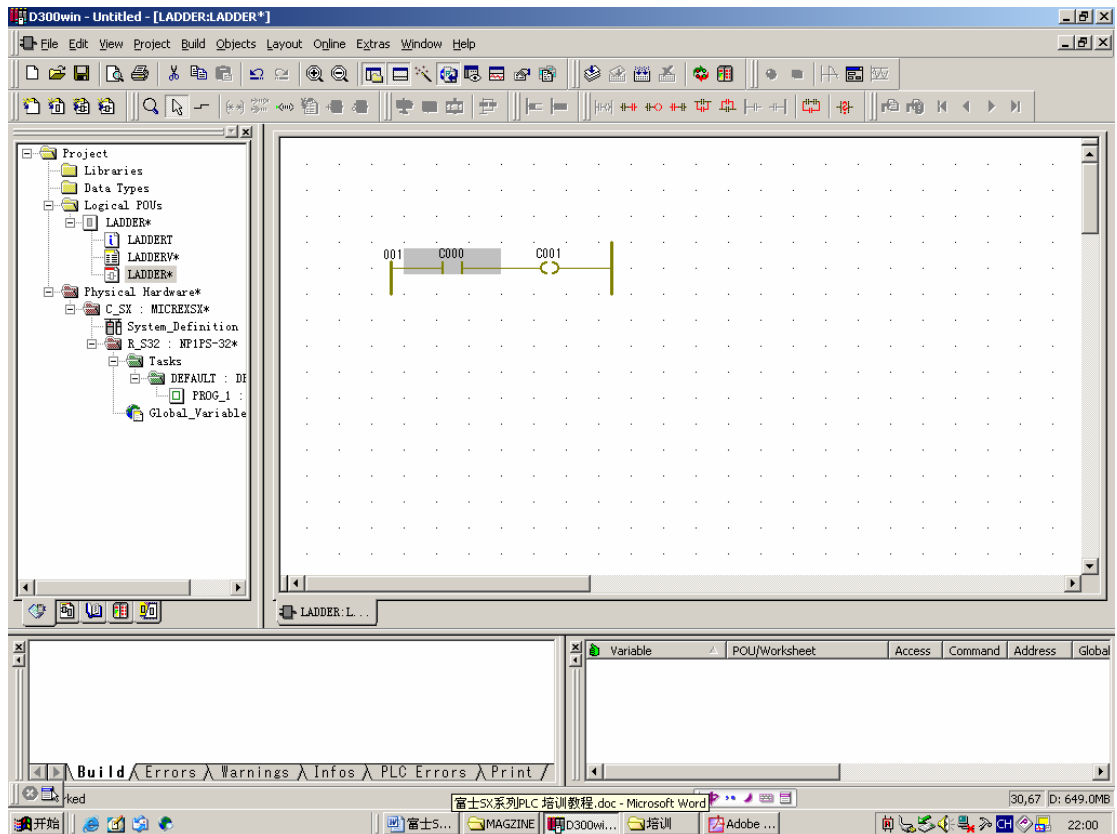 D300win - Untitled - [LADDER:LADDER*]
File Edit View Project Build Objects Layout Online Extras Window Help
Project
Libraries
Data Types
Logical POUs
LADDER*
LADDERT
LADDERV*
LADDER*
Physical Hardware*
C_SX : MICREXSX*
System_Definition
R_S32 : NP1PS-32*
Tasks
DEFAULT : DE
PROG_1 :
Global_Variable
001 C000 C001
LADDER:L...
Variable POU/Worksheet Access Command Address Global
Build Errors Warnings Infos PLC Errors Print
ked
富士SX系列PLC 培训教程.doc - Microsoft Word
30,67 D: 649.0MB
开始 富士S... MAGZINE D300wi... 培训 Adobe ... CH 22:00